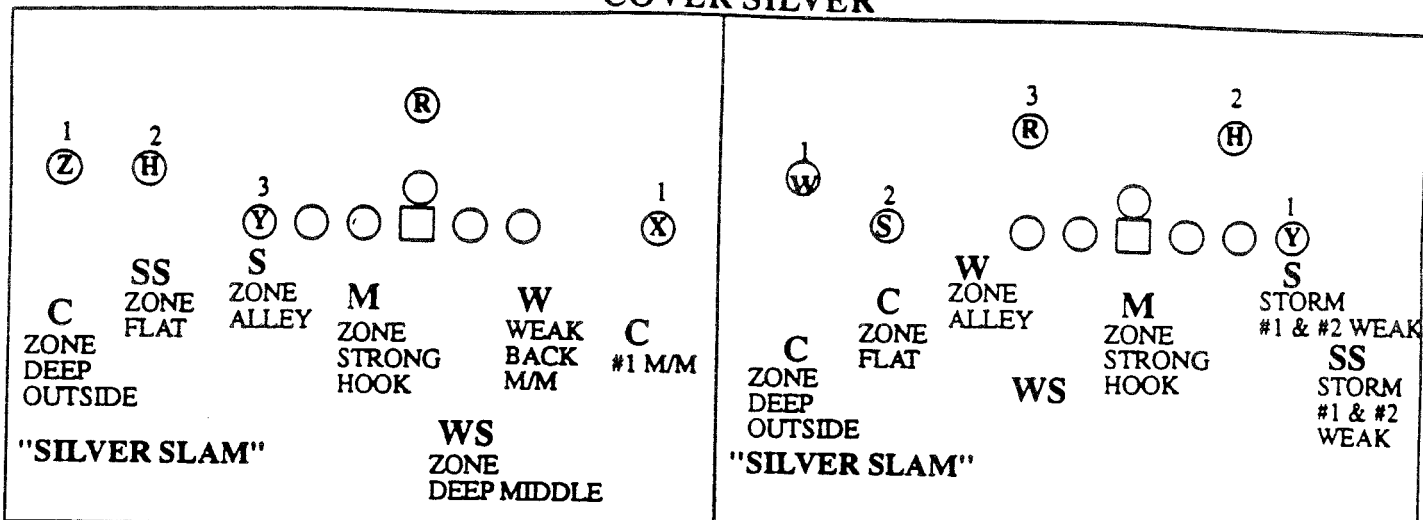 COVER SILVER
R
1
2
Z
H
3
Y
1
X
SS
ZONE
FLAT
S
ZONE
ALLEY
C
ZONE
DEEP
OUTSIDE
M
ZONE
STRONG
HOOK
W
WEAK
BACK
M/M
C
#1 M/M
WS
ZONE
DEEP MIDDLE
"SILVER SLAM"
3
R
2
H
1
W
2
S
1
Y
W
ZONE
ALLEY
C
ZONE
FLAT
C
ZONE
DEEP
OUTSIDE
WS
M
ZONE
STRONG
HOOK
S
STORM
#1 & #2 WEAK
SS
STORM
#1 & #2
WEAK
"SILVER SLAM"